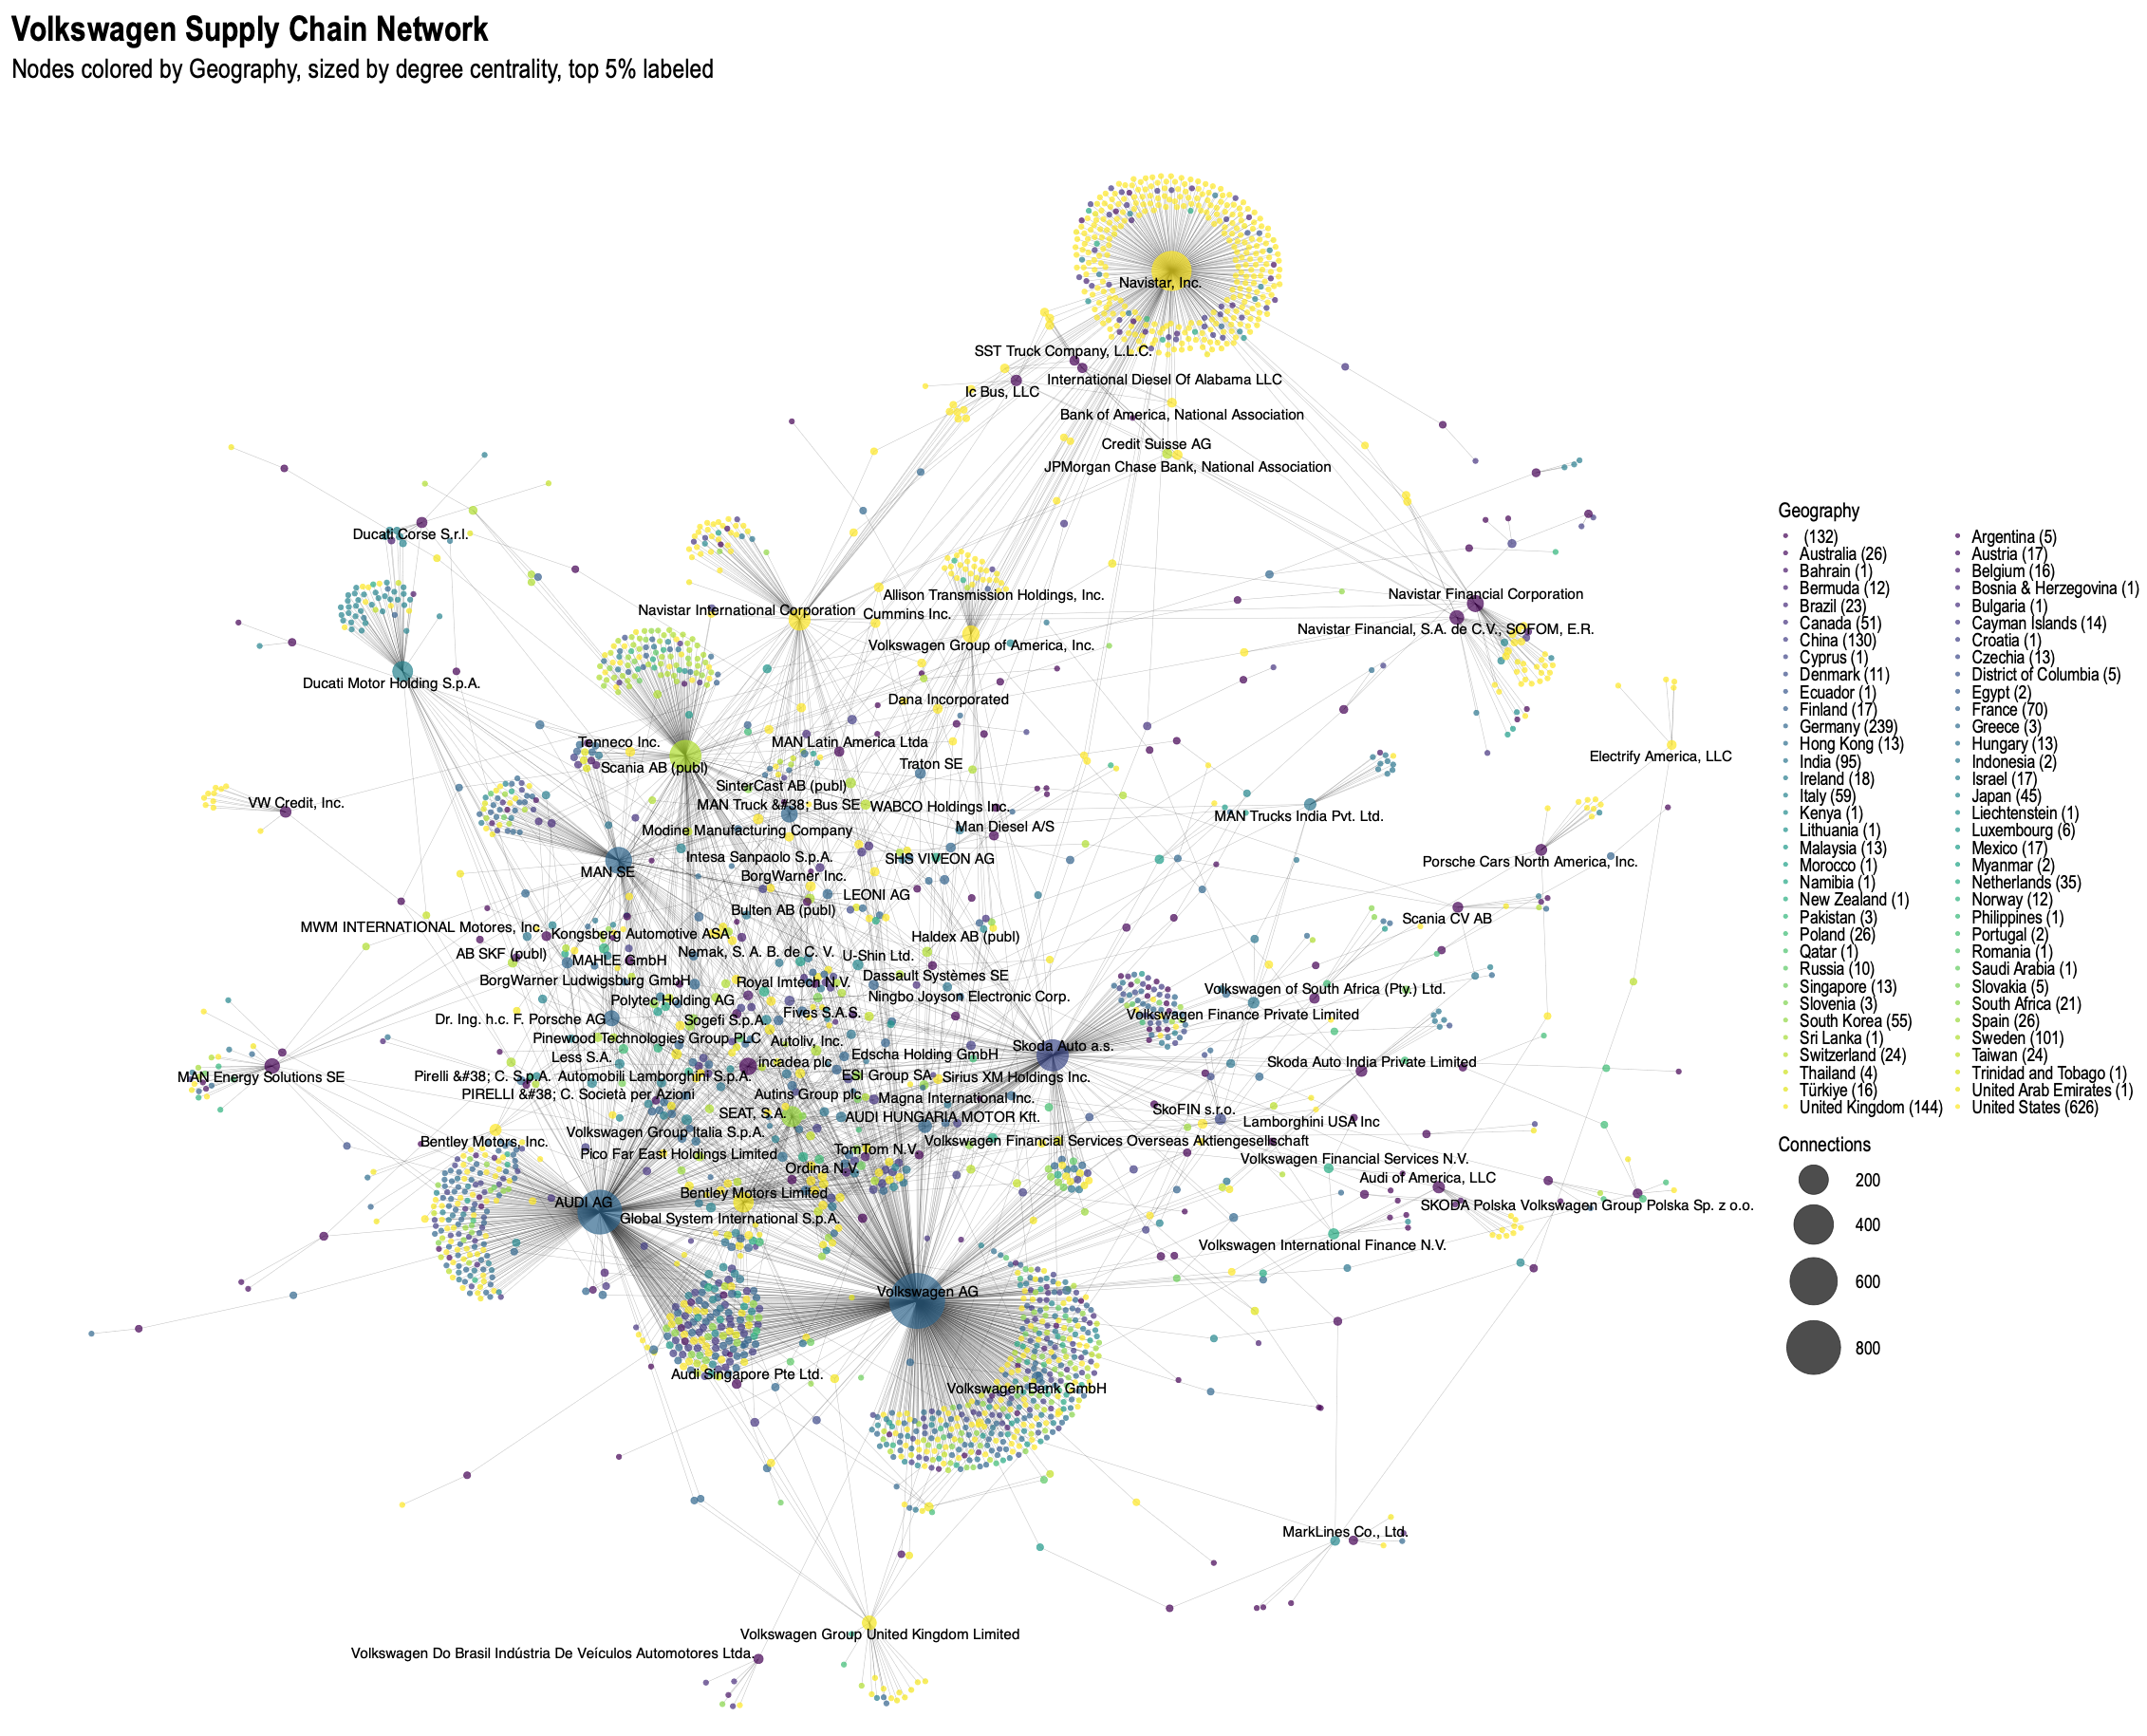 Volkswagen Supply Chain Network
Nodes colored by Geography, sized by degree centrality, top 5% labeled
Navistar, Inc.
SST Truck Company, L.L.C.
International Diesel Of Alabama LLC
Ic Bus, LLC
Bank of America, National Association
Credit Suisse AG
JPMorgan Chase Bank, National Association
Ducati Corse S.r.l.
Allison Transmission Holdings, Inc.
Navistar Financial Corporation
Navistar International Corporation
Cummins Inc.
Navistar Financial, S.A. de C.V., SOFOM, E.R.
Volkswagen Group of America, Inc.
Ducati Motor Holding S.p.A.
Dana Incorporated
Tenneco Inc.
MAN Latin America Ltda
Electrify America, LLC
Scania AB (publ)
Traton SE
SinterCast AB (publ)
VW Credit, Inc.
MAN Truck &#38; Bus SE
WABCO Holdings Inc.
MAN Trucks India Pvt. Ltd.
Modine Manufacturing Company
Man Diesel A/S
Intesa Sanpaolo S.p.A.
SHS VIVEON AG
Porsche Cars North America, Inc.
MAN SE
BorgWarner Inc.
LEONI AG
Bulten AB (publ)
Scania CV AB
MWM INTERNATIONAL Motores, Inc.
Kongsberg Automotive ASA
Haldex AB (publ)
AB SKF (publ)
MAHLE GmbH
Nemak, S. A. B. de C. V.
U-Shin Ltd.
BorgWarner Ludwigsburg GmbH
Royal Imtech N.V.
Dassault Systèmes SE
Volkswagen of South Africa (Pty.) Ltd.
Polytec Holding AG
Ningbo Joyson Electronic Corp.
Dr. Ing. h.c. F. Porsche AG
Sogefi S.p.A.
Fives S.A.S.
Volkswagen Finance Private Limited
Pinewood Technologies Group PLC
Autoliv, Inc.
Skoda Auto a.s.
Less S.A.
incadea plc
Edscha Holding GmbH
Skoda Auto India Private Limited
MAN Energy Solutions SE
Pirelli &#38; C. S.p.A.
Automobili Lamborghini S.p.A.
ESI Group SA
Sirius XM Holdings Inc.
PIRELLI &#38; C. Società per Azioni
Autins Group plc
Magna International Inc.
SkoFIN s.r.o.
SEAT, S.A.
AUDI HUNGARIA MOTOR Kft.
Lamborghini USA Inc
Bentley Motors, Inc.
Volkswagen Group Italia S.p.A.
TomTom N.V.
Volkswagen Financial Services Overseas Aktiengesellschaft
Pico Far East Holdings Limited
Ordina N.V.
Volkswagen Financial Services N.V.
Audi of America, LLC
AUDI AG
Bentley Motors Limited
SKODA Polska
Volkswagen Group Polska Sp. z o.o.
Global System International S.p.A.
Volkswagen International Finance N.V.
Volkswagen AG
Audi Singapore Pte Ltd.
Volkswagen Bank GmbH
MarkLines Co., Ltd.
Volkswagen Group United Kingdom Limited
Volkswagen Do Brasil Indústria De Veículos Automotores Ltda.
Geography
(132)
Australia (26)
Bahrain (1)
Bermuda (12)
Brazil (23)
Canada (51)
China (130)
Cyprus (1)
Denmark (11)
Ecuador (1)
Finland (17)
Germany (239)
Hong Kong (13)
India (95)
Ireland (18)
Italy (59)
Kenya (1)
Lithuania (1)
Malaysia (13)
Morocco (1)
Namibia (1)
New Zealand (1)
Pakistan (3)
Poland (26)
Qatar (1)
Russia (10)
Singapore (13)
Slovenia (3)
South Korea (55)
Sri Lanka (1)
Switzerland (24)
Thailand (4)
Türkiye (16)
United Kingdom (144)
Argentina (5)
Austria (17)
Belgium (16)
Bosnia & Herzegovina (1)
Bulgaria (1)
Cayman Islands (14)
Croatia (1)
Czechia (13)
District of Columbia (5)
Egypt (2)
France (70)
Greece (3)
Hungary (13)
Indonesia (2)
Israel (17)
Japan (45)
Liechtenstein (1)
Luxembourg (6)
Mexico (17)
Myanmar (2)
Netherlands (35)
Norway (12)
Philippines (1)
Portugal (2)
Romania (1)
Saudi Arabia (1)
Slovakia (5)
South Africa (21)
Spain (26)
Sweden (101)
Taiwan (24)
Trinidad and Tobago (1)
United Arab Emirates (1)
United States (626)
Connections
200
400
600
800